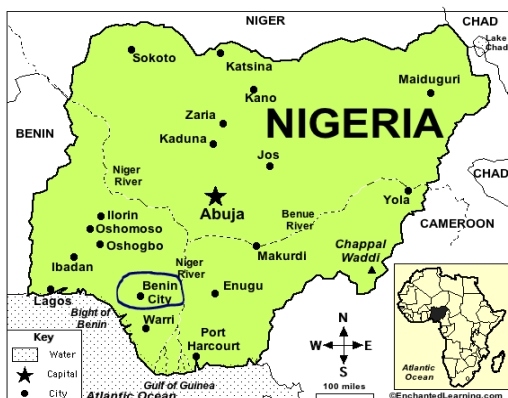 NIGER
CHAD
Lake
Chad
Sokoto
Katsina
Kano
Maiduguri
Zaria
NIGERIA
BENIN
Kaduna
Jos
Niger
River
CHAD
Abuja
Yola
Benue
River
CAMEROON
Ilorin
Oshomoso
Oshogbo
Chappal
Waddi
Makurdi
Ibadan
Niger
River
Benin
City
Enugu
Lagos
Bight of
Benin
Warri
Port
Harcourt
N
W
E
S
Key
Water
Capital
City
Gulf of Guinea
Atlantic Ocean
100 miles
Atlantic
Ocean
©EnchantedLearning.com